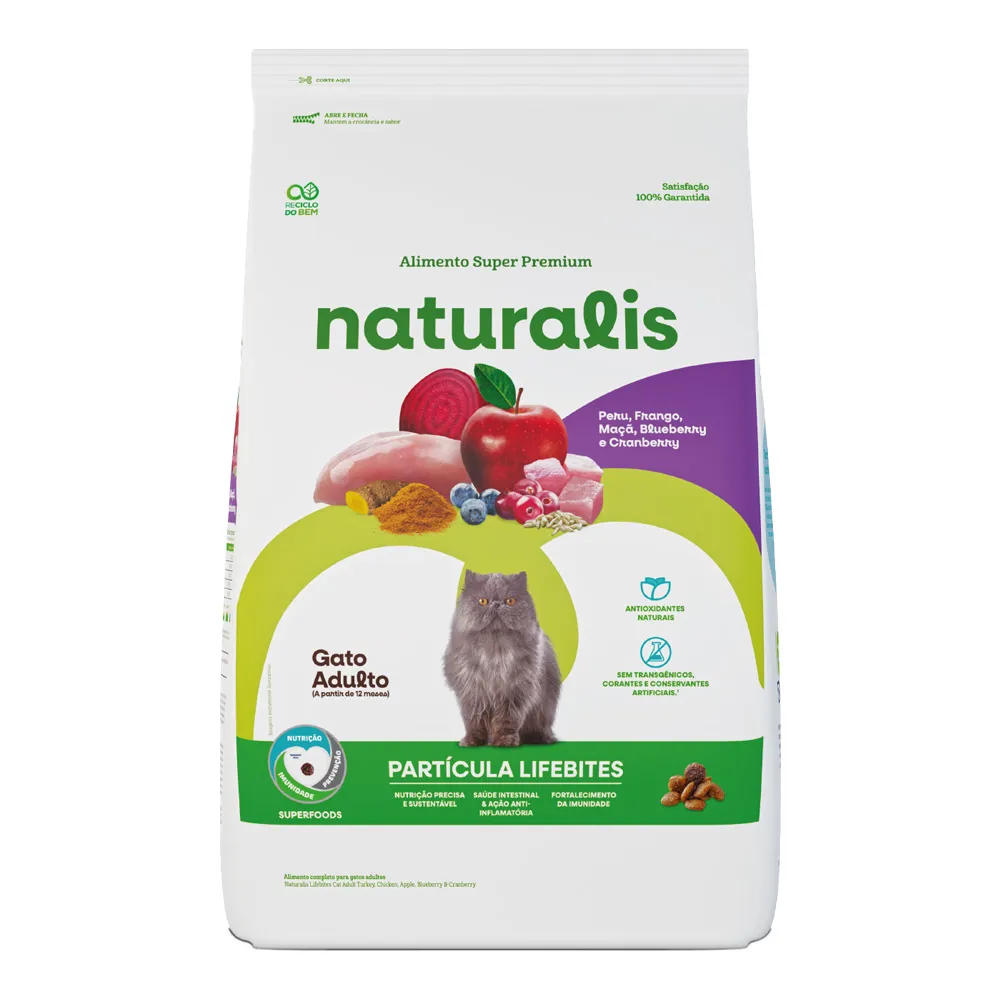 CORTE AQUI
ABRE E FECHA
Mantém a crocância e sabor
RECICLO
DO BEM
Satisfação
100% Garantida
Alimento Super Premium
naturalis
Peru, Frango,
Maçã, Blueberry
e Cranberry
ANTIOXIDANTES
NATURAIS
Gato
Adulto
(A partir de 12 meses)
SEM TRANSGÊNICOS,
CORANTES E CONSERVANTES
ARTIFICIAIS.¹
NUTRIÇÃO
PREVENÇÃO
IMUNIDADE
SUPERFOODS
PARTÍCULA LIFEBITES
NUTRIÇÃO PRECISA
E SUSTENTÁVEL
SAÚDE INTESTINAL
& AÇÃO ANTI-
INFLAMATÓRIA
FORTALECIMENTO
DA IMUNIDADE
Alimento completo para gatos adultos
Naturalis Lifebites Cat Adult Turkey, Chicken, Apple, Blueberry & Cranberry